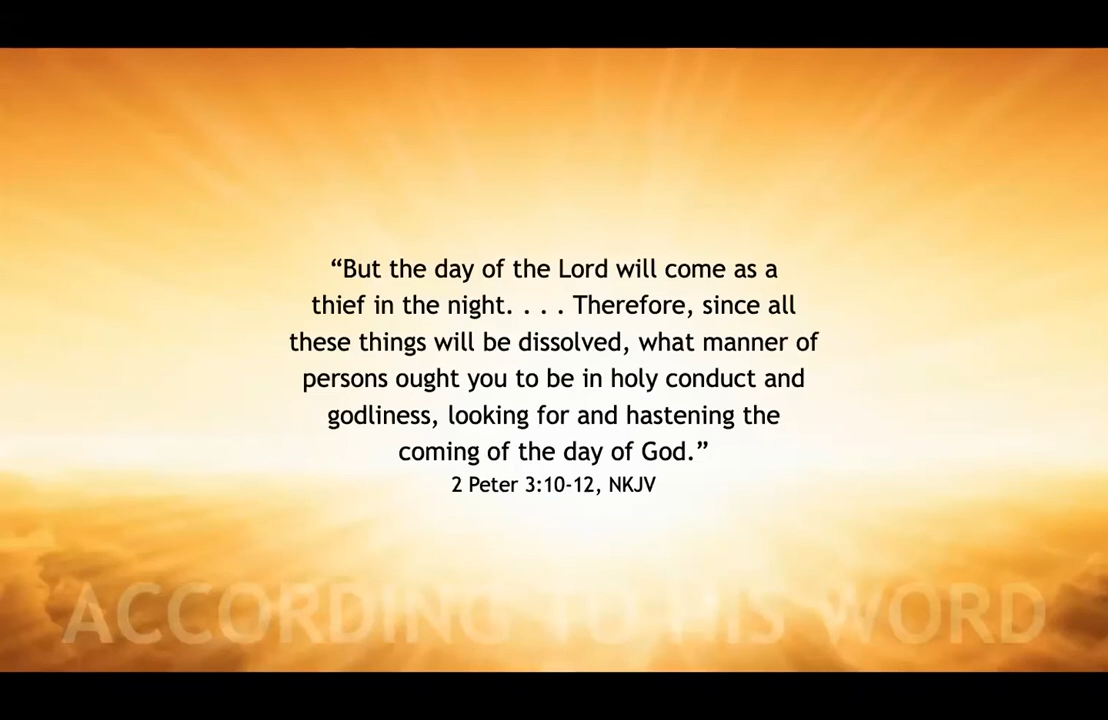 “But the day of the Lord will come as a
thief in the night. . . . Therefore, since all
these things will be dissolved, what manner of
persons ought you to be in holy conduct and
godliness, looking for and hastening the
coming of the day of God.”
2 Peter 3:10-12, NKJV
ACCORDING TO HIS WORD